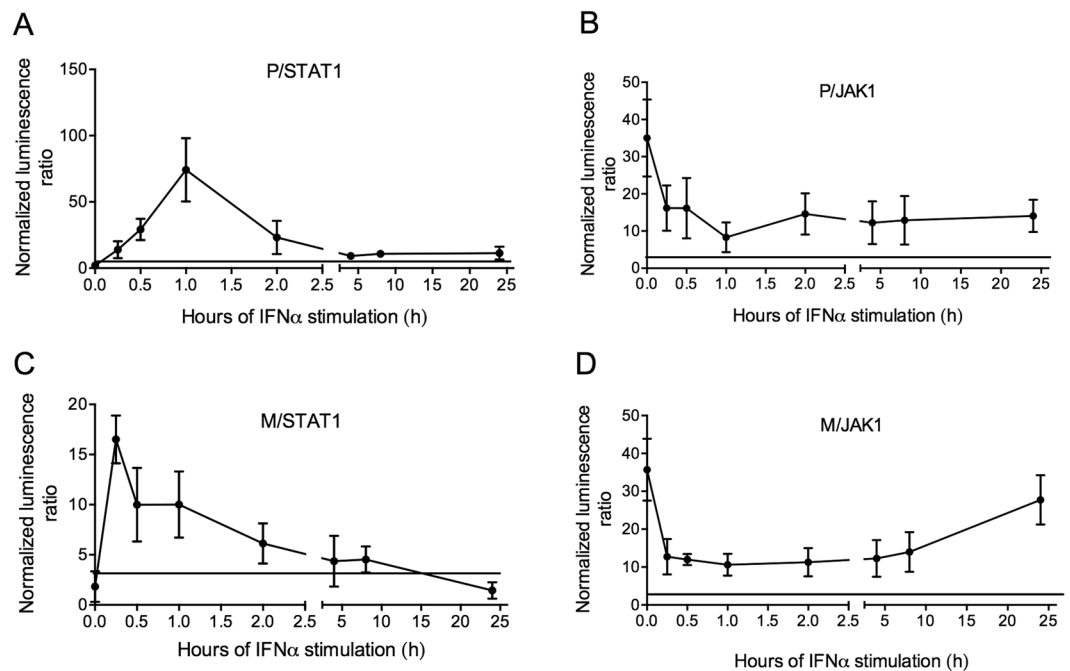 A
P/STAT1
Normalized luminescence
ratio
150
100
50
0
0.0 0.5 1.0 1.5 2.0 2.5 5 10 15 20 25
Hours of IFNα stimulation (h)
B
P/JAK1
Normalized luminescence
ratio
50
40
30
20
10
0
0.0 0.5 1.0 1.5 2.0 2.5 5 10 15 20 25
Hours of IFNα stimulation (h)
C
M/STAT1
Normalized luminescence
ratio
20
15
10
5
0
0.0 0.5 1.0 1.5 2.0 2.5 5 10 15 20 25
Hours of IFNα stimulation (h)
D
M/JAK1
Normalized luminescence
ratio
50
40
30
20
10
0
0.0 0.5 1.0 1.5 2.0 2.5 5 10 15 20 25
Hours of IFNα stimulation (h)